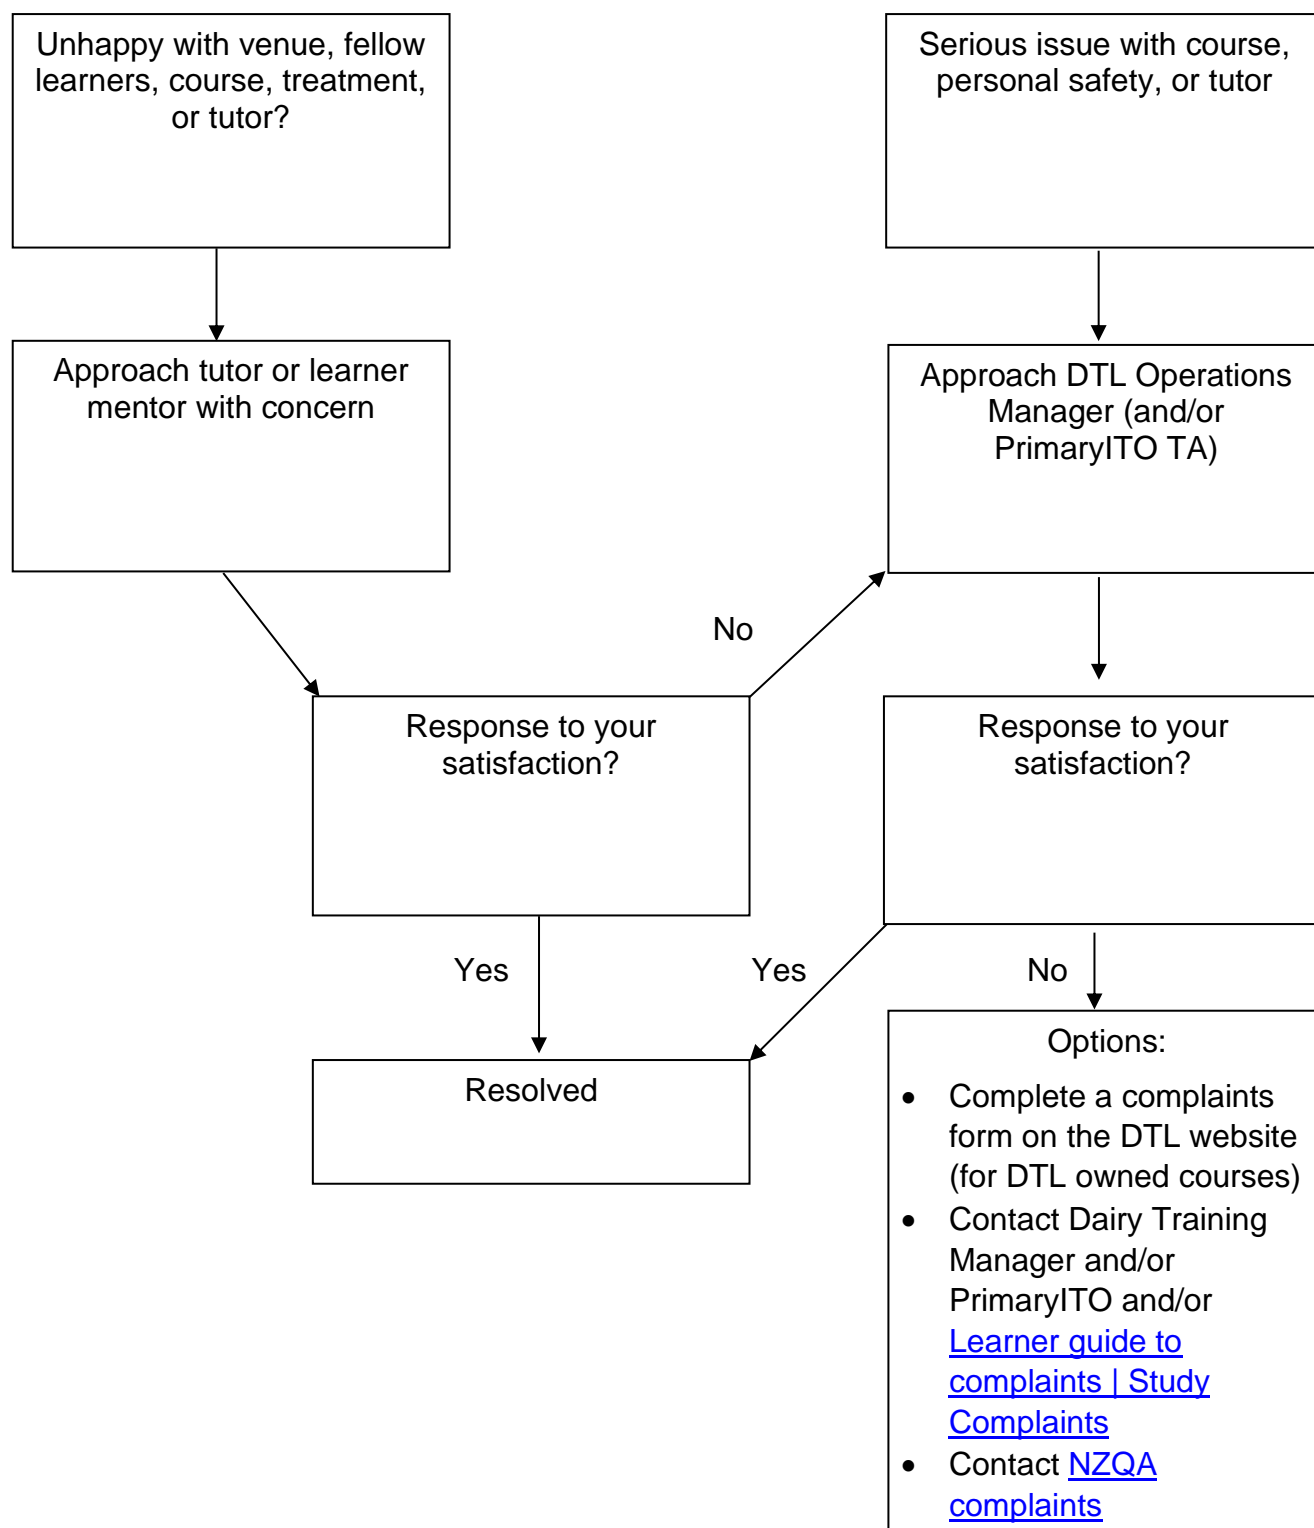 Unhappy with venue, fellow
learners, course, treatment,
or tutor?
Serious issue with course,
personal safety, or tutor
Approach tutor or learner
mentor with concern
Approach DTL Operations
Manager (and/or
PrimaryITO TA)
No
Response to your
satisfaction?
Response to your
satisfaction?
Yes
Yes
No
Resolved
Options:
• Complete a complaints
form on the DTL website
(for DTL owned courses)
• Contact Dairy Training
Manager and/or
PrimaryITO and/or
Learner guide to
complaints | Study
Complaints
• Contact NZQA
complaints